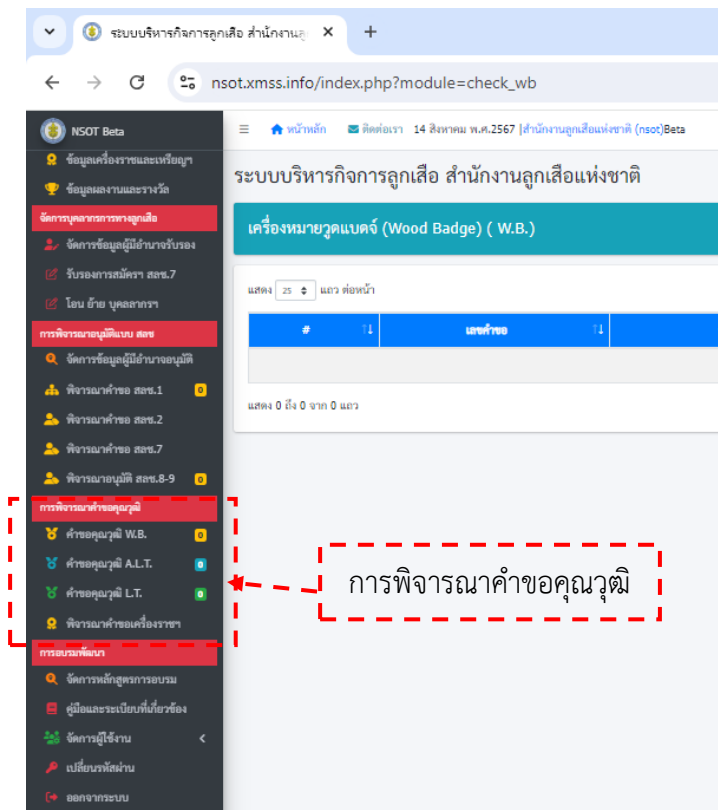 ระบบบริหารกิจการลูกเสือ สำนักงานลู
nsot.xmss.info/index.php?module=check_wb
NSOT Beta
หน้าหลัก ติดต่อเรา 14 สิงหาคม พ.ศ.2567 |สำนักงานลูกเสือแห่งชาติ (nsot)Beta
ข้อมูลเครื่องราชและเหรียญฯ
ข้อมูลผลงานและรางวัล
จัดการบุคลากรทางลูกเสือ
จัดการข้อมูลผู้มีอำนาจรับรอง
รับรองการสมัครฯ สลช.7
โอน ย้าย บุคลากรฯ
การพิจารณาอนุมัติแบบ สลช
จัดการข้อมูลผู้มีอำนาจอนุมัติ
พิจารณาคำขอ สลช.1 0
พิจารณาคำขอ สลช.2
พิจารณาคำขอ สลช.7
พิจารณาอนุมัติ สลช.8-9 0
การพิจารณาคำขอคุณวุฒิ
คำขอคุณวุฒิ W.B. 0
คำขอคุณวุฒิ A.L.T. 0
คำขอคุณวุฒิ L.T. 0
พิจารณาคำขอเครื่องราชฯ
การอบรมพัฒนา
จัดการหลักสูตรการอบรม
คู่มือและระเบียบที่เกี่ยวข้อง
จัดการผู้ใช้งาน
เปลี่ยนรหัสผ่าน
ออกจากระบบ
ระบบบริหารกิจการลูกเสือ สำนักงานลูกเสือแห่งชาติ
เครื่องหมายวูดแบดจ์ (Wood Badge) ( W.B.)
แสดง 25 แถว ต่อหน้า
# เลขคำขอ
แสดง 0 ถึง 0 จาก 0 แถว
การพิจารณาคำขอคุณวุฒิ